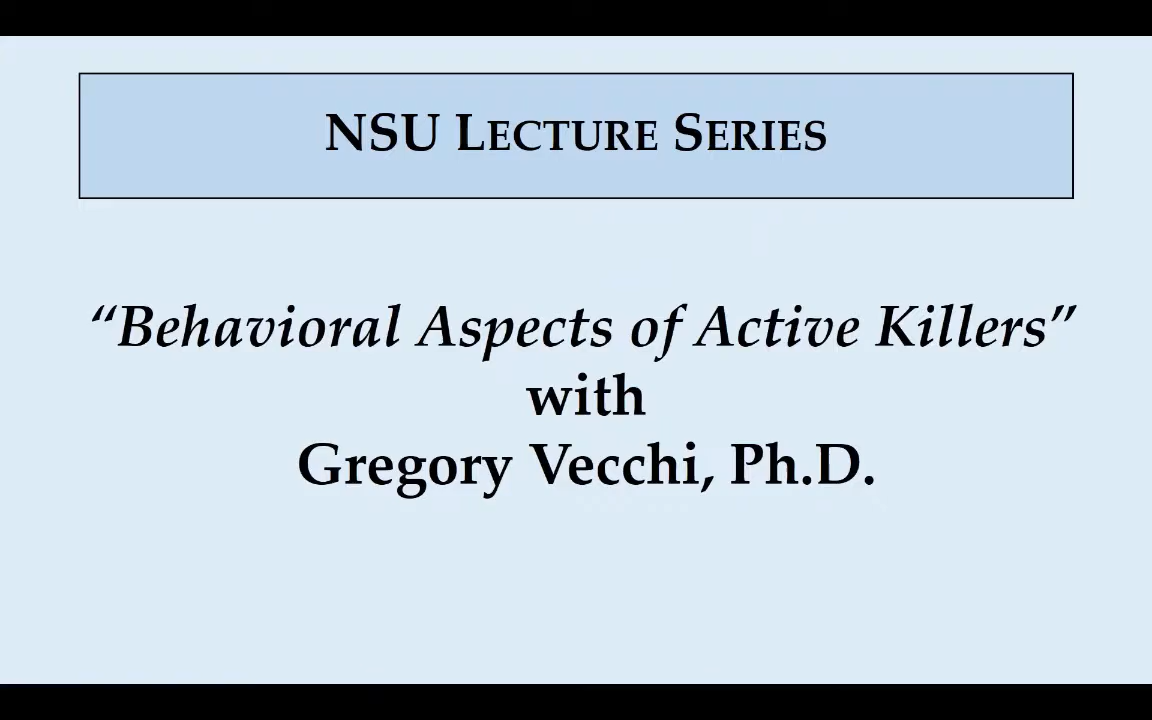 NSU LECTURE SERIES
“Behavioral Aspects of Active Killers”
with
Gregory Vecchi, Ph.D.